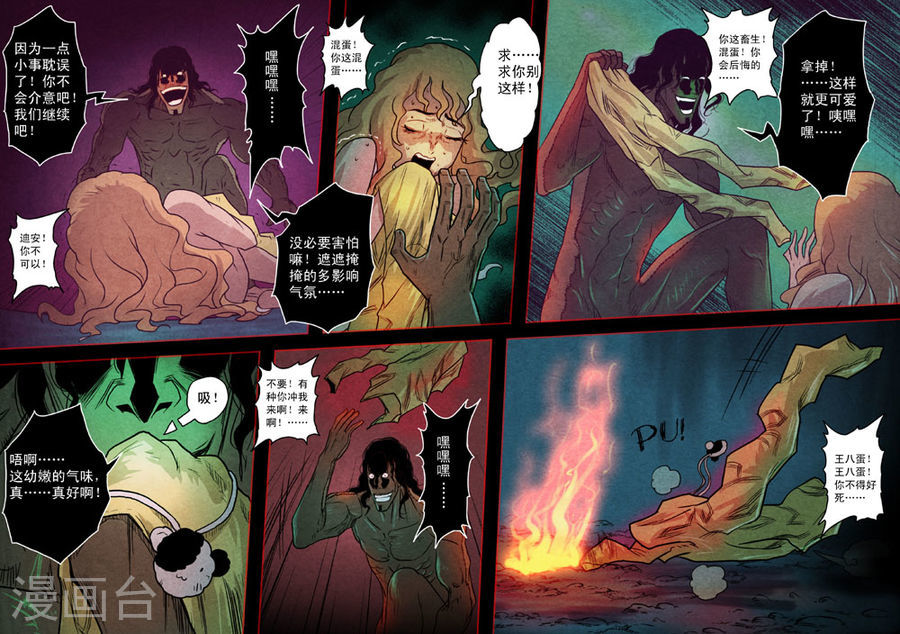 因为一点
小事耽误
了！你不
会介意吧！
我们继续
吧！
嘿嘿嘿……
迪安！
你不
可以！
混蛋！
你这混
蛋……
求……
求你别
这样！
没必要害怕
嘛！遮遮掩
掩的多影响
气氛……
你这畜生！
混蛋！你
会后悔的
……
拿掉！
……这样
就更可爱
了！咦嘿
嘿……
吸！
唔啊……
这幼嫩的气味，
真……真好啊！
不要！有
种你冲我
来啊！来
啊！……
嘿嘿嘿……
PU!
王八蛋！
王八蛋！
你不得好
死……
漫画台